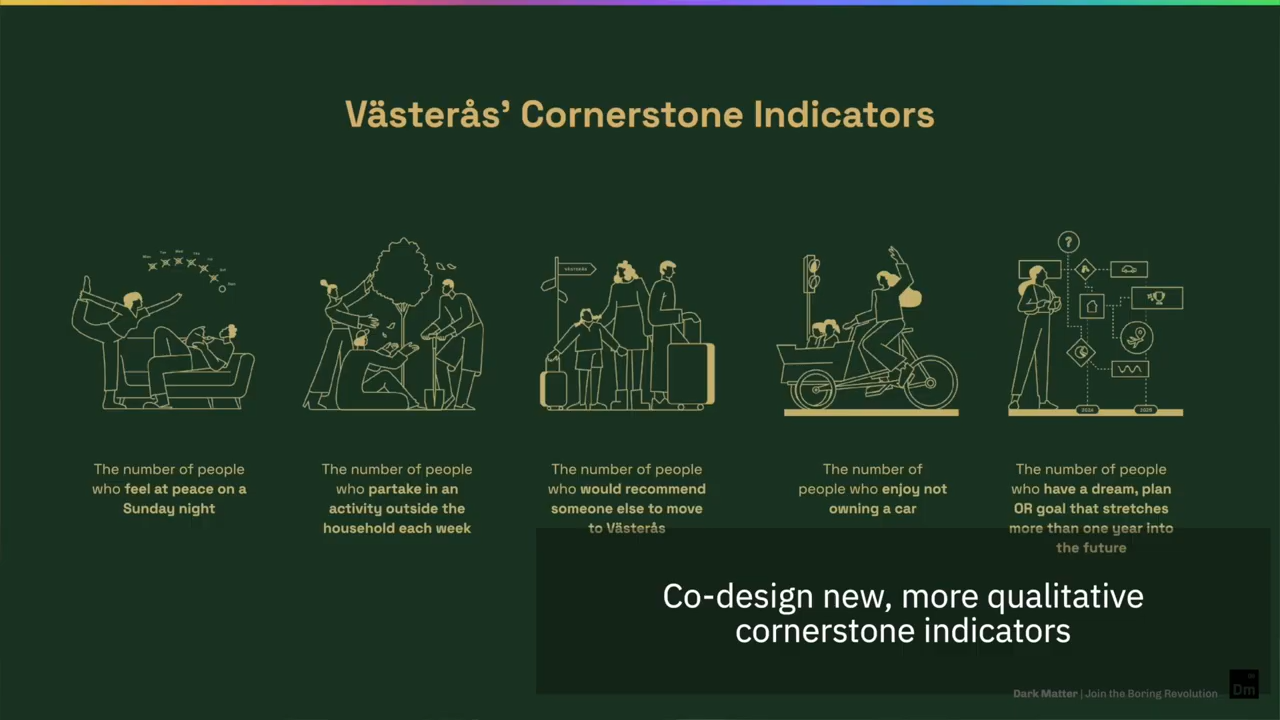 Västerås’ Cornerstone Indicators
VÄSTERÅS
?
2024
2028
The number of people
who feel at peace on a
Sunday night
The number of people
who partake in an
activity outside the
household each week
The number of people
who would recommend
someone else to move
to Västerås
The number of
people who enjoy not
owning a car
The number of people
who have a dream, plan
OR goal that stretches
more than one year into
the future
Co-design new, more qualitative
cornerstone indicators
Dark Matter | Join the Boring Revolution
Dm